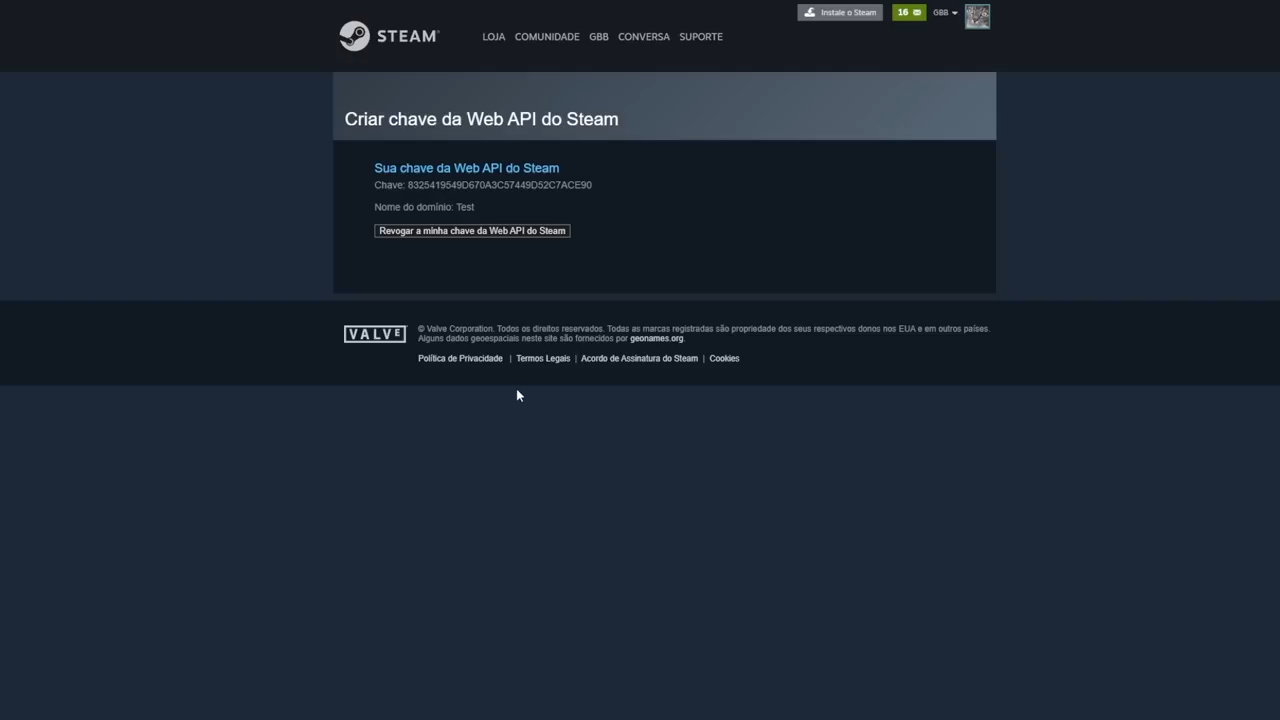 Instale o Steam
16
GBB
STEAM®
LOJA COMUNIDADE GBB CONVERSA SUPORTE
Criar chave da Web API do Steam
Sua chave da Web API do Steam
Chave: 8325419549D670A3C57449D52C7ACE90
Nome do domínio: Test
Revogar a minha chave da Web API do Steam
VALVE
© Valve Corporation. Todos os direitos reservados. Todas as marcas registradas são propriedade dos seus respectivos donos nos EUA e em outros países.
Alguns dados geoespaciais neste site são fornecidos por geonames.org.
Política de Privacidade | Termos Legais | Acordo de Assinatura do Steam | Cookies